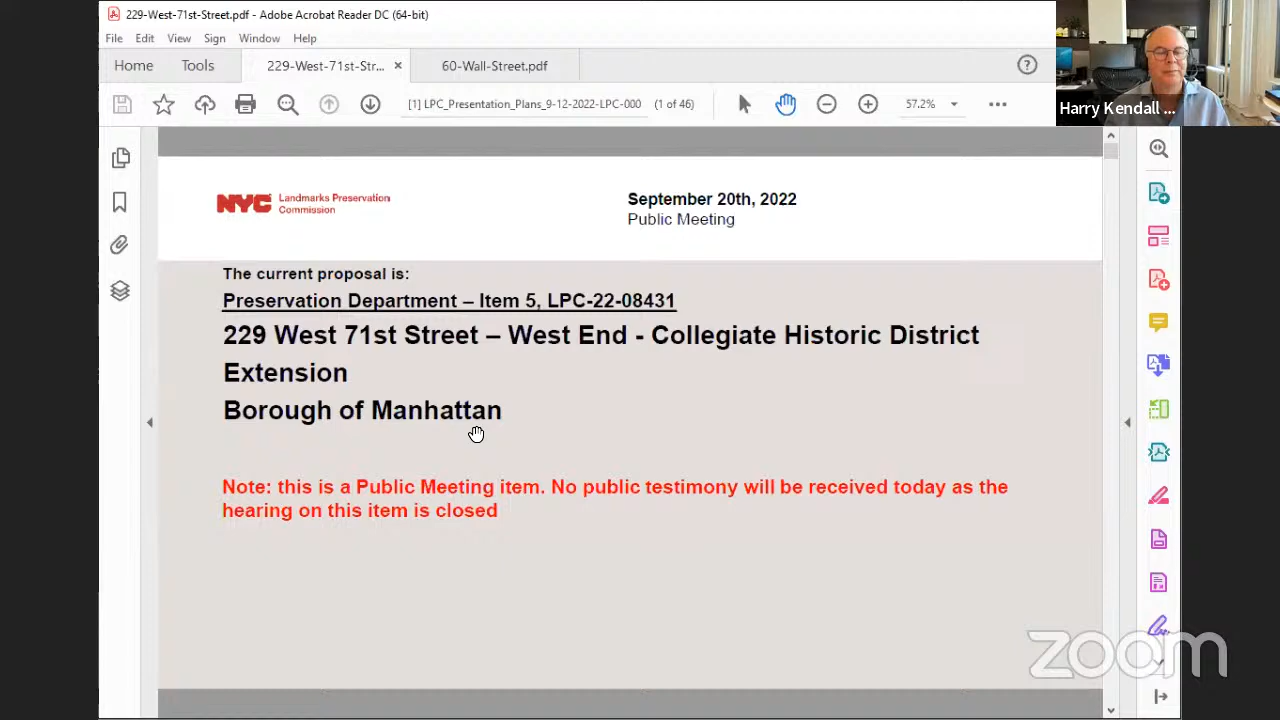 229-West-71st-Street.pdf - Adobe Acrobat Reader DC (64-bit)
File Edit View Sign Window Help
Home Tools 229-West-71st-Str... × 60-Wall-Street.pdf
[1] LPC_Presentation_Plans_9-12-2022-LPC-000 (1 of 46) 57.2%
Harry Kendall ...
NYC Landmarks Preservation
Commission
September 20th, 2022
Public Meeting
The current proposal is:
Preservation Department – Item 5, LPC-22-08431
229 West 71st Street – West End - Collegiate Historic District
Extension
Borough of Manhattan
Note: this is a Public Meeting item. No public testimony will be received today as the
hearing on this item is closed
zoom